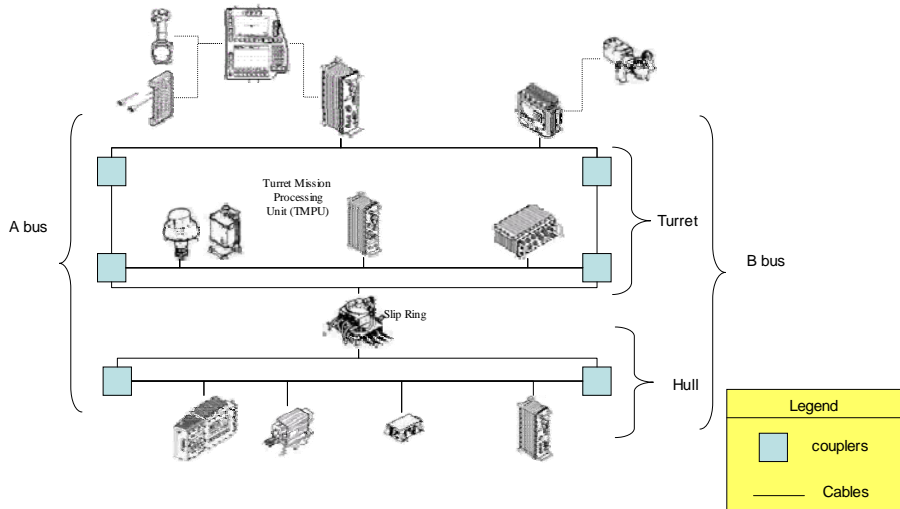 Turret Mission
Processing
Unit (TMPU)
A bus
Turret
B bus
Slip Ring
Hull
Legend
couplers
Cables